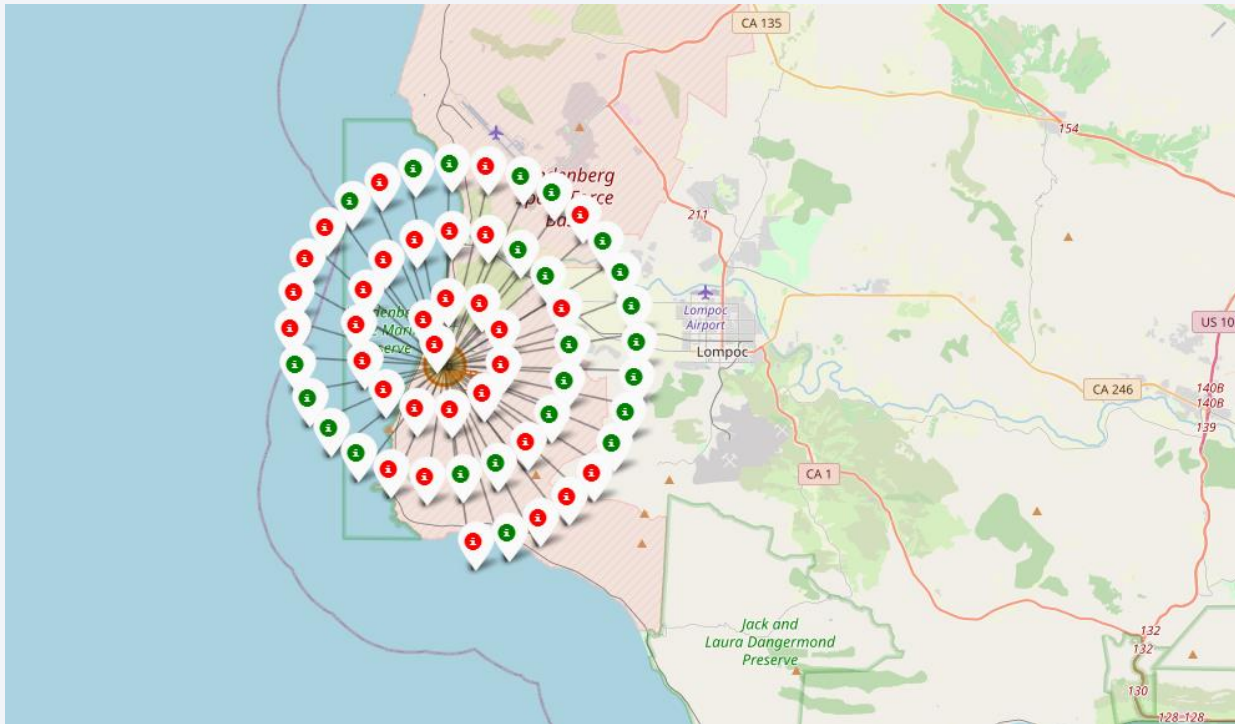 CA 135
154
211
Lompoc
Airport
Lompoc
US 10
CA 246
140B
140B
139
CA 1
Jack and
Laura Dangermond
Preserve
132
132
130
128-128